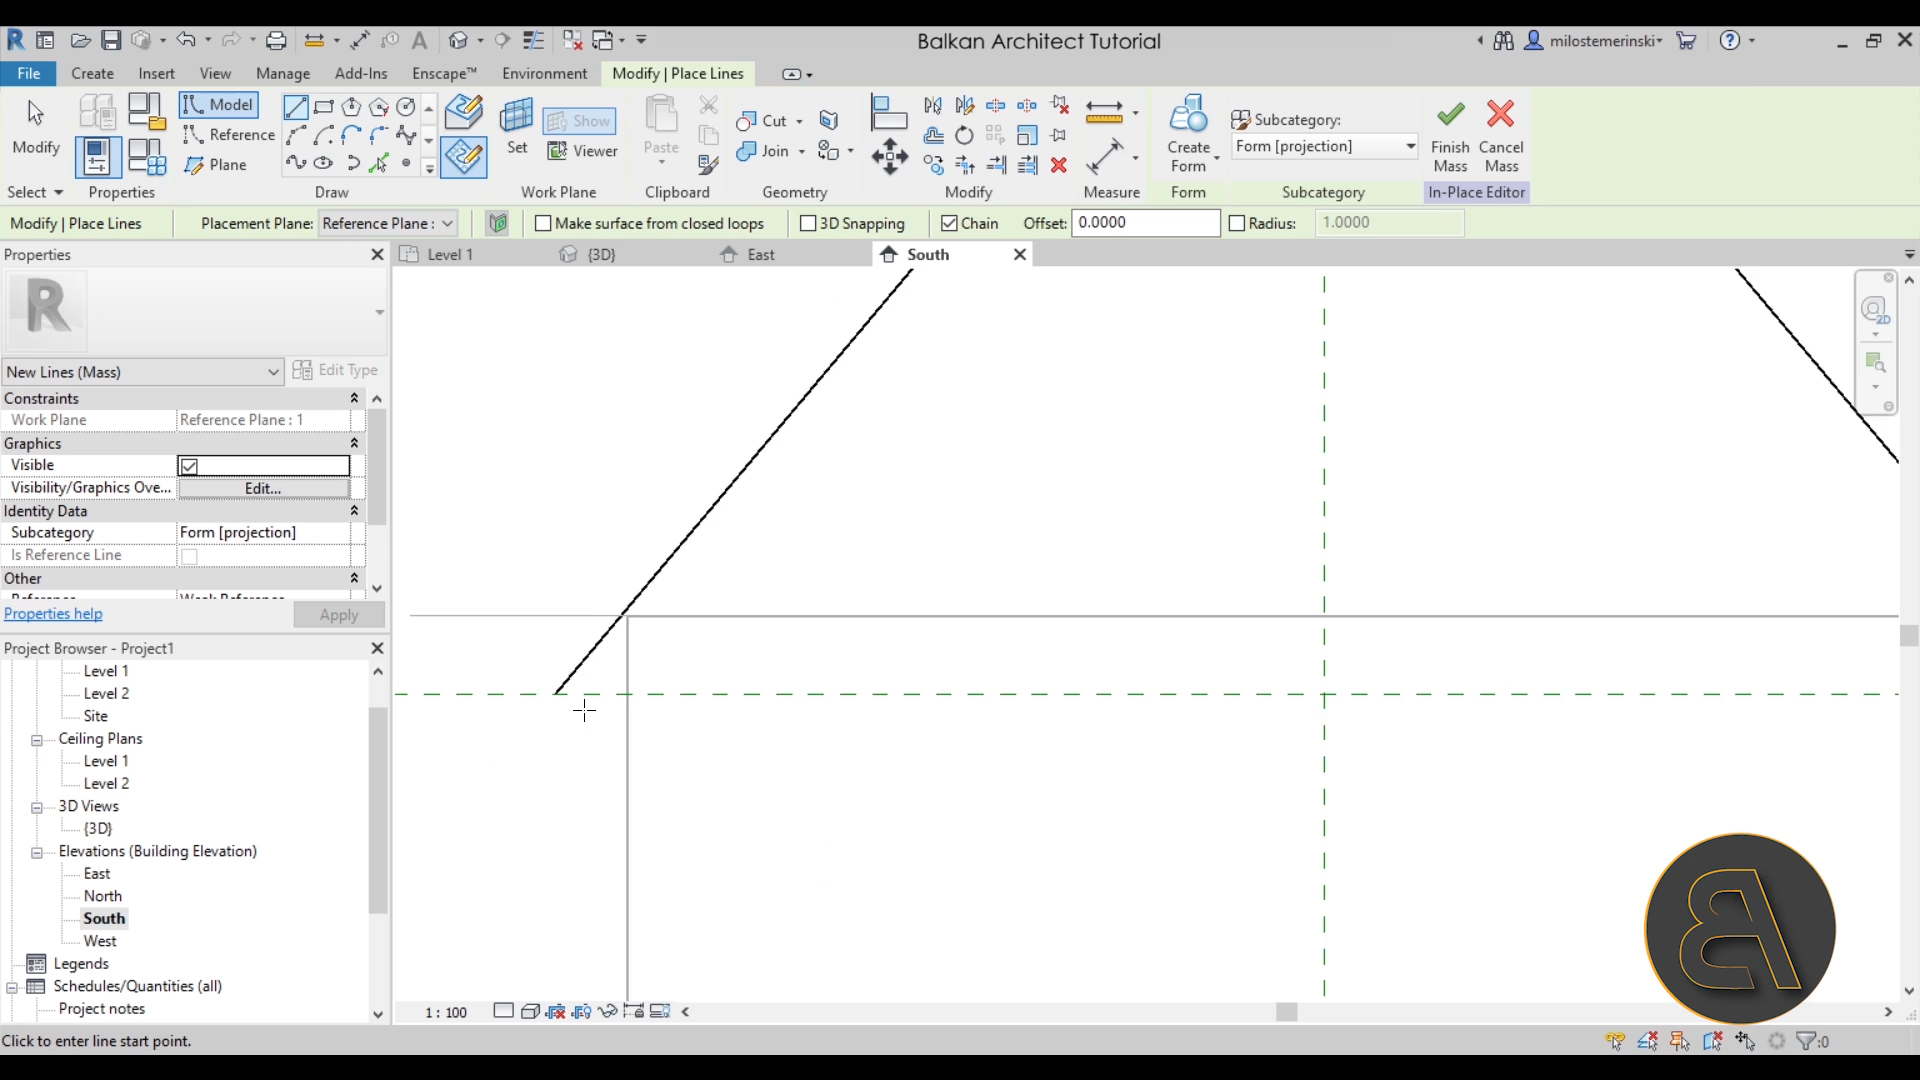 Balkan Architect Tutorial
milostemerinski
File Create Insert View Manage Add-Ins Enscape™ Environment Modify | Place Lines
Modify
Model
Reference
Plane
Set
Show
Viewer
Paste
Cut
Join
Create
Form
Subcategory:
Form [projection]
Finish
Mass
Cancel
Mass
Select Properties Draw Work Plane Clipboard Geometry Modify Measure Form Subcategory In-Place Editor
Modify | Place Lines Placement Plane: Reference Plane : Make surface from closed loops 3D Snapping Chain Offset: 0.0000 Radius: 1.0000
Properties
Level 1 {3D} East South
R
2D
New Lines (Mass) Edit Type
Constraints
Work Plane Reference Plane : 1
Graphics
Visible
Visibility/Graphics Ove... Edit...
Identity Data
Subcategory Form [projection]
Is Reference Line
Other
Properties help Apply
Project Browser - Project1
Level 1
Level 2
Site
Ceiling Plans
Level 1
Level 2
3D Views
{3D}
Elevations (Building Elevation)
East
North
South
West
Legends
Schedules/Quantities (all)
Project notes
1 : 100
Click to enter line start point.
:0